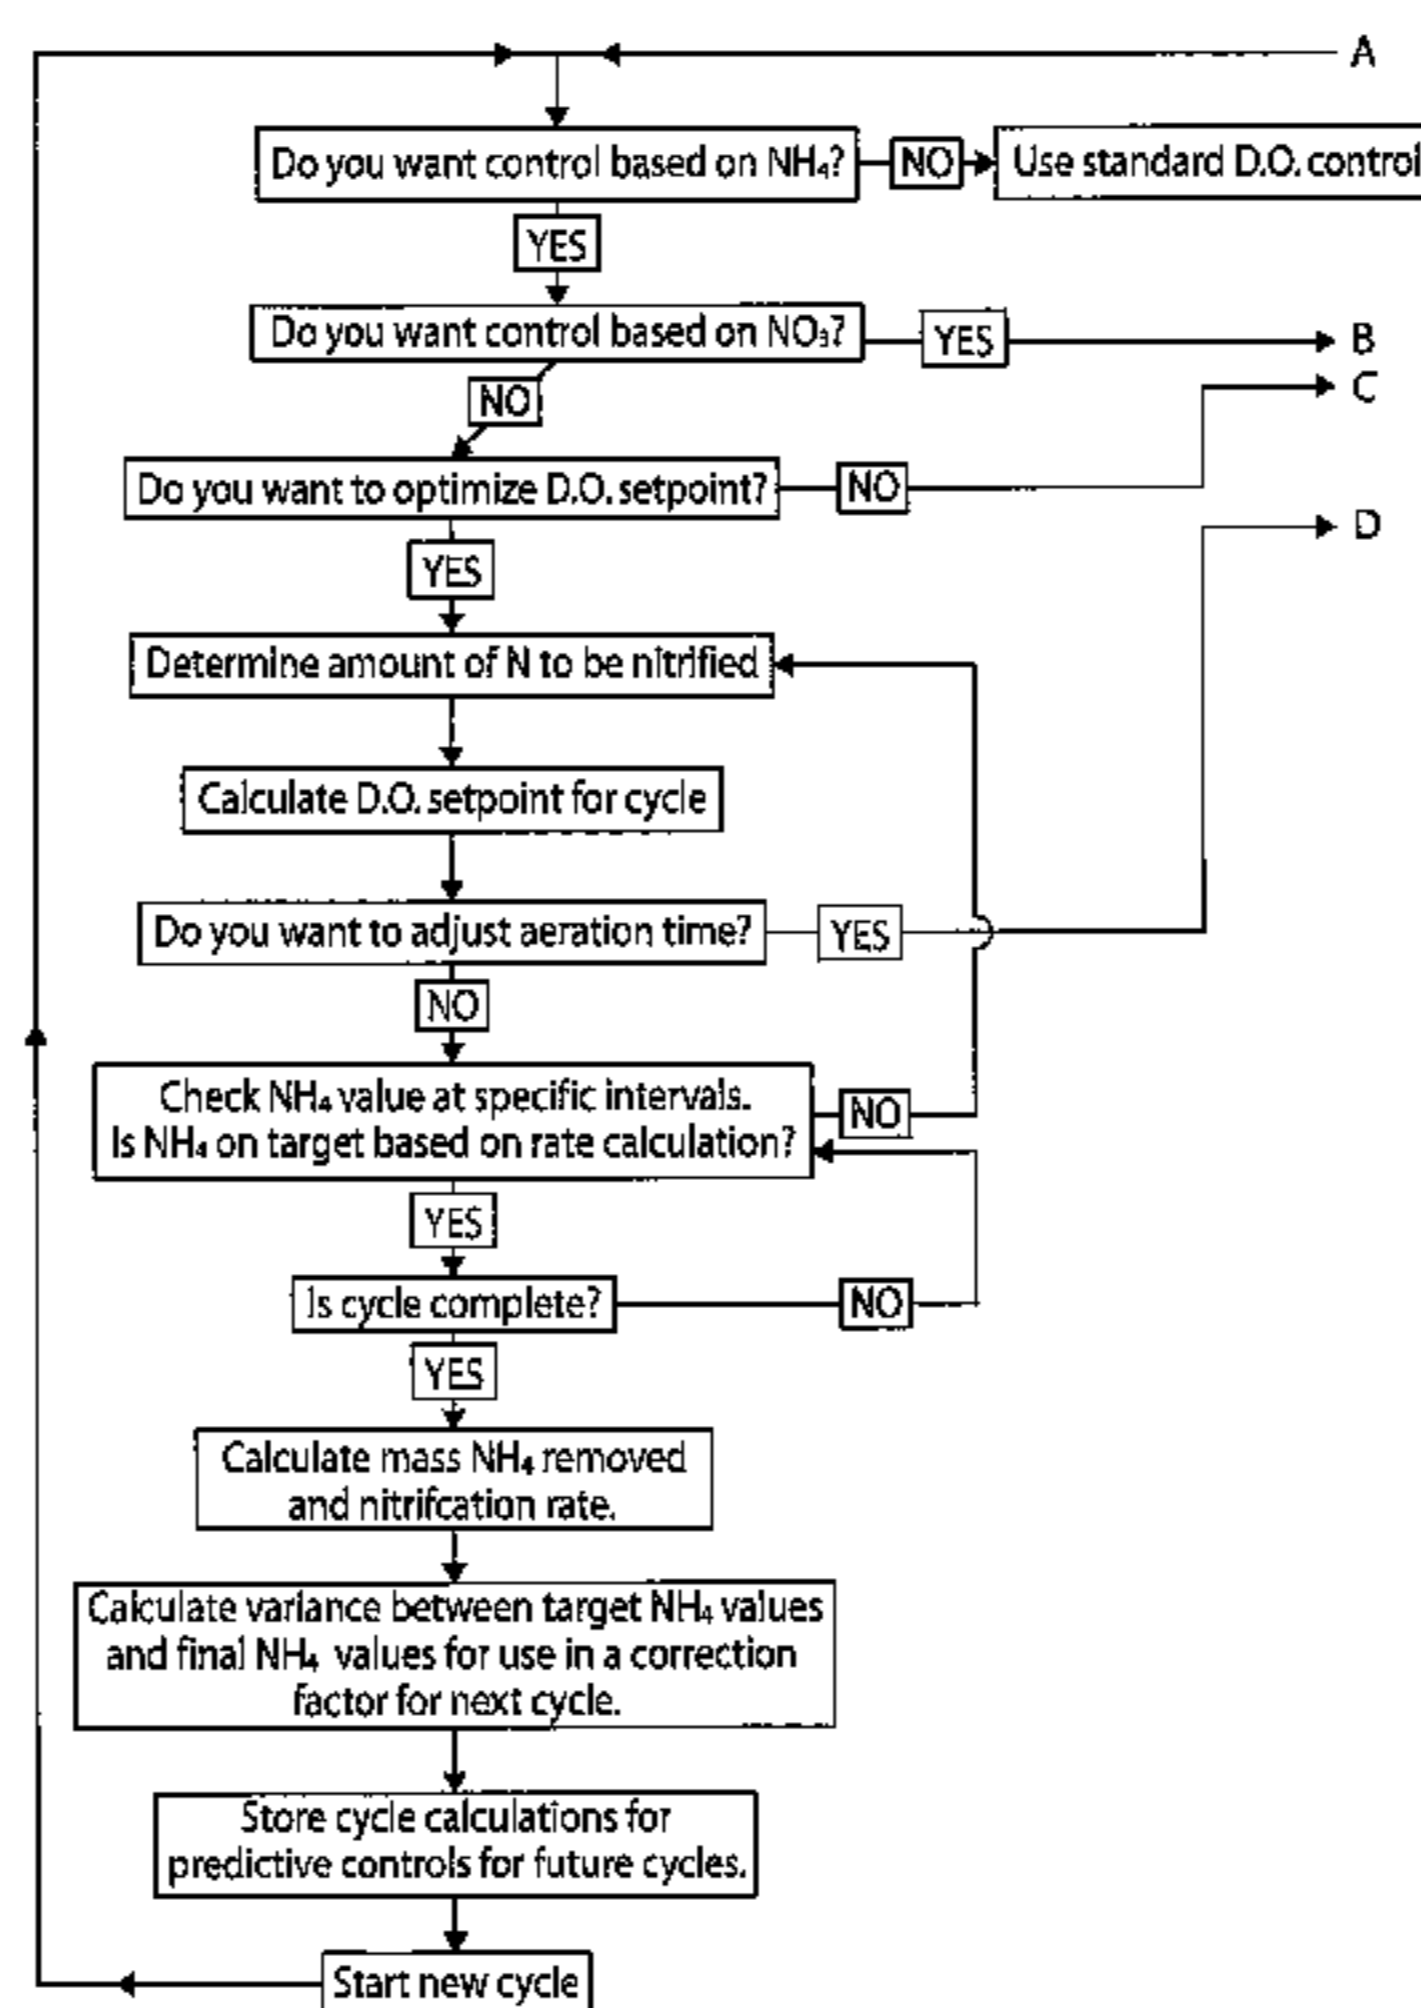 A
Do you want control based on NH₄?
NO
Use standard D.O. control
YES
Do you want control based on NO₃?
YES
B
NO
C
Do you want to optimize D.O. setpoint?
NO
D
YES
Determine amount of N to be nitrified
Calculate D.O. setpoint for cycle
Do you want to adjust aeration time?
YES
NO
Check NH₄ value at specific intervals.
Is NH₄ on target based on rate calculation?
NO
YES
Is cycle complete?
NO
YES
Calculate mass NH₄ removed
and nitrifcation rate.
Calculate variance between target NH₄ values
and final NH₄ values for use in a correction
factor for next cycle.
Store cycle calculations for
predictive controls for future cycles.
Start new cycle